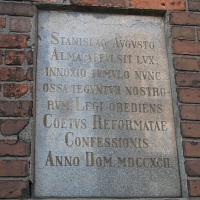 STANISLAO AUGUSTO
ALMA REFULSIT LUX,
INNOXIO TUMULO NUNC
OSSA TEGUNTUR NOSTRO-
RUM. LEGI OBEDIENS
COETUS REFORMATAE
CONFESSIONIS
ANNO DOM. MDCCXCII.